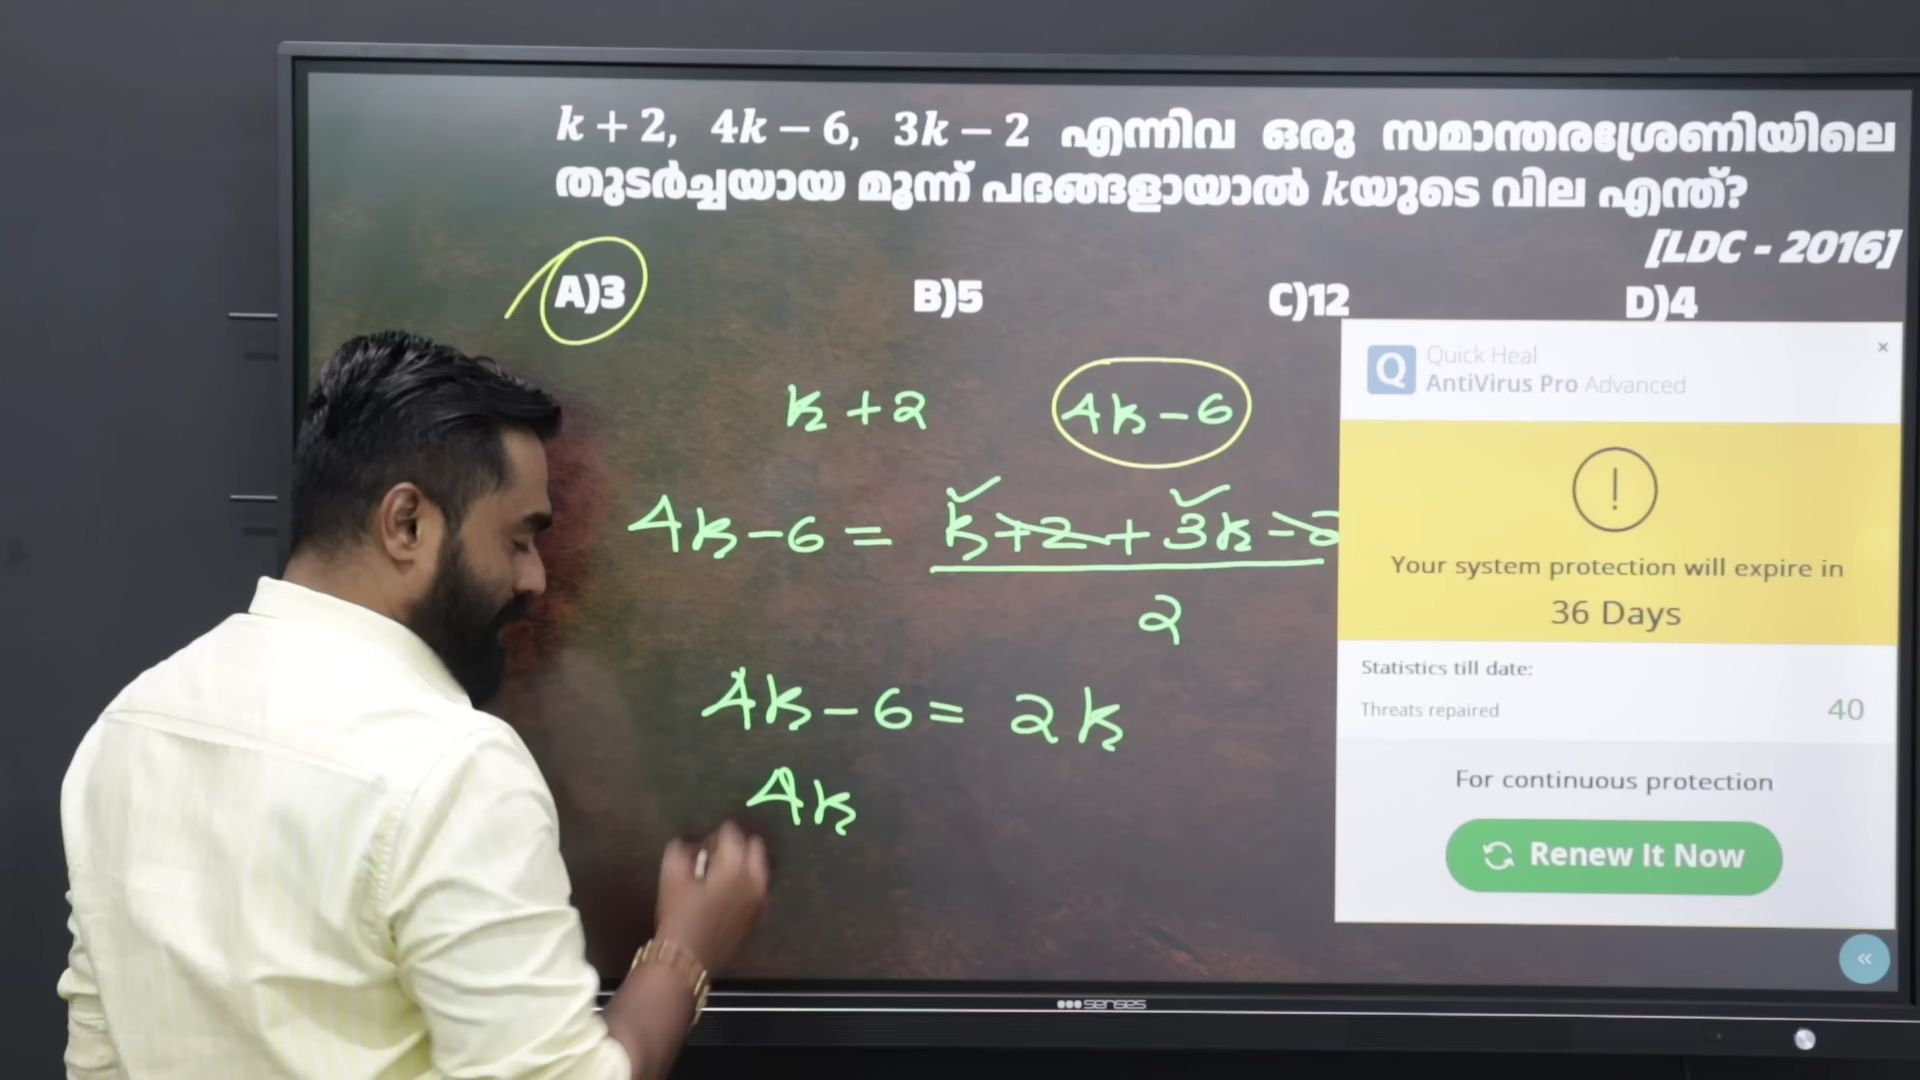 k + 2, 4k − 6, 3k − 2 എന്നിവ ഒരു സമാന്തരശ്രേണിയിലെ
തുടർച്ചയായ മൂന്ന് പദങ്ങളായാൽ kയുടെ വില എന്ത്?
[LDC - 2016]
A)3 B)5 C)12 D)4
k + 2 4k − 6
4k − 6 = k + 2 + 3k − 2
2
4k − 6 = 2k
4k
Quick Heal
AntiVirus Pro Advanced
×
!
Your system protection will expire in
36 Days
Statistics till date:
Threats repaired 40
For continuous protection
Renew It Now
«
senses